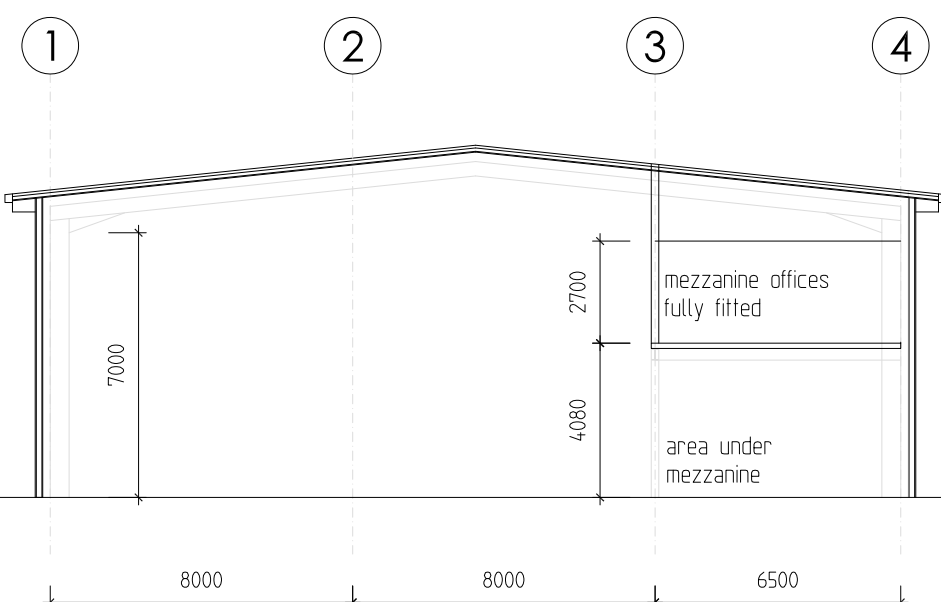 1 2 3 4
2700
mezzanine offices
fully fitted
7000
4080
area under
mezzanine
8000 8000 6500